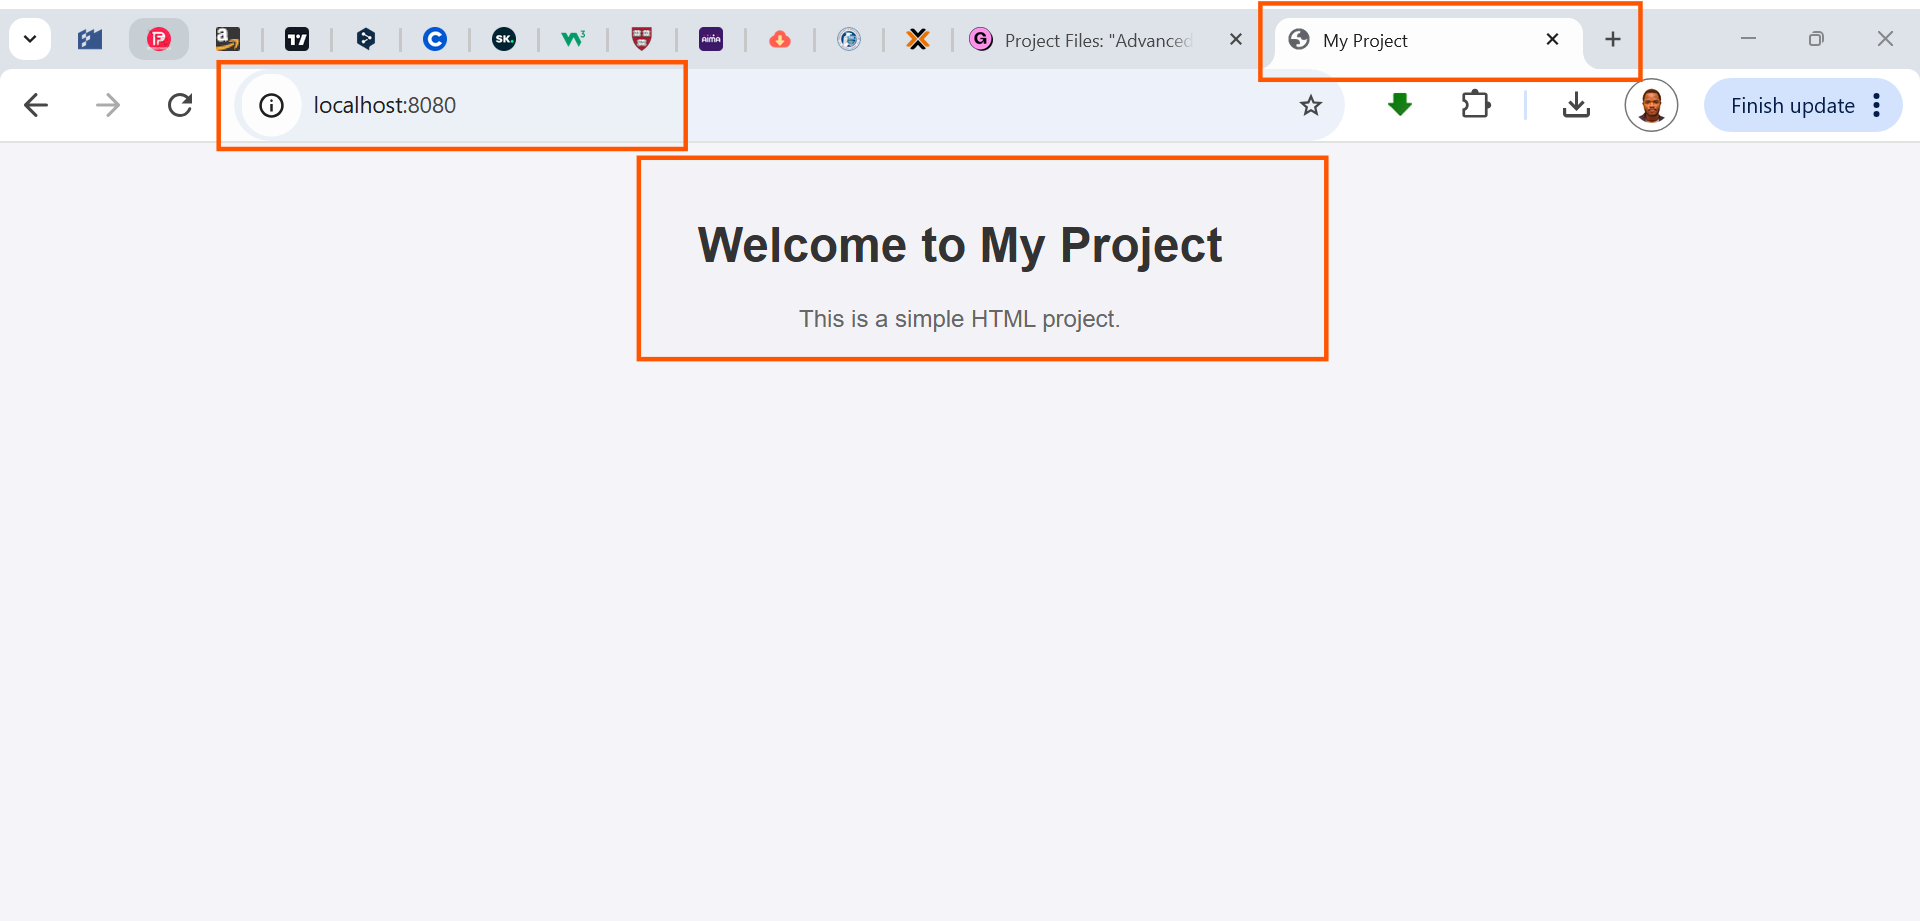 Project Files: "Advanced
My Project
localhost:8080
Finish update
Welcome to My Project
This is a simple HTML project.